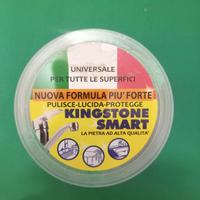 UNIVERSALE
PER TUTTE LE SUPERFICI
NUOVA FORMULA PIU' FORTE
PULISCE-LUCIDA-PROTEGGE
KINGSTONE
SMART
LA PIETRA AD ALTA QUALITA'